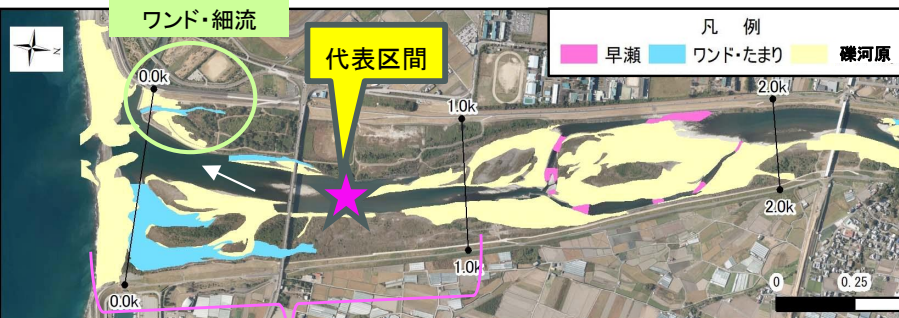 ワンド・細流
N
代表区間
凡 例
早瀬 ワンド・たまり 礫河原
0.0k
1.0k
2.0k
0.0k
1.0k
2.0k
0 0.25